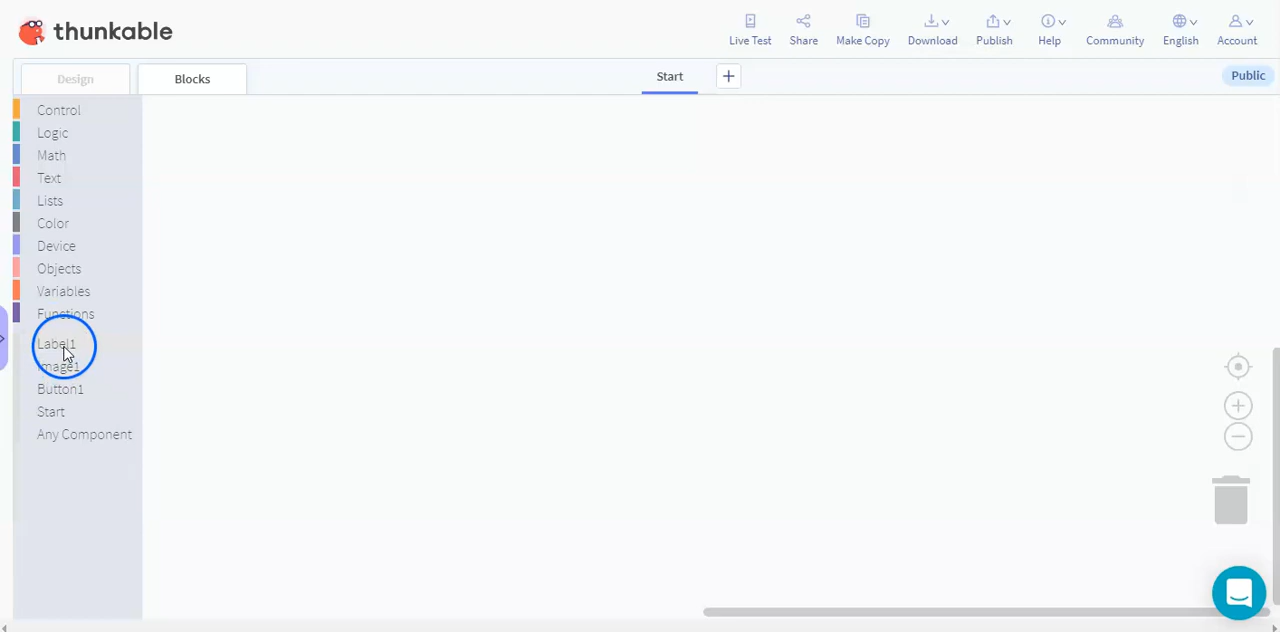 thunkable
Live Test
Share
Make Copy
Download
Publish
Help
Community
English
Account
Design
Blocks
Start
Public
Control
Logic
Math
Text
Lists
Color
Device
Objects
Variables
Functions
Label1
Image1
Button1
Start
Any Component